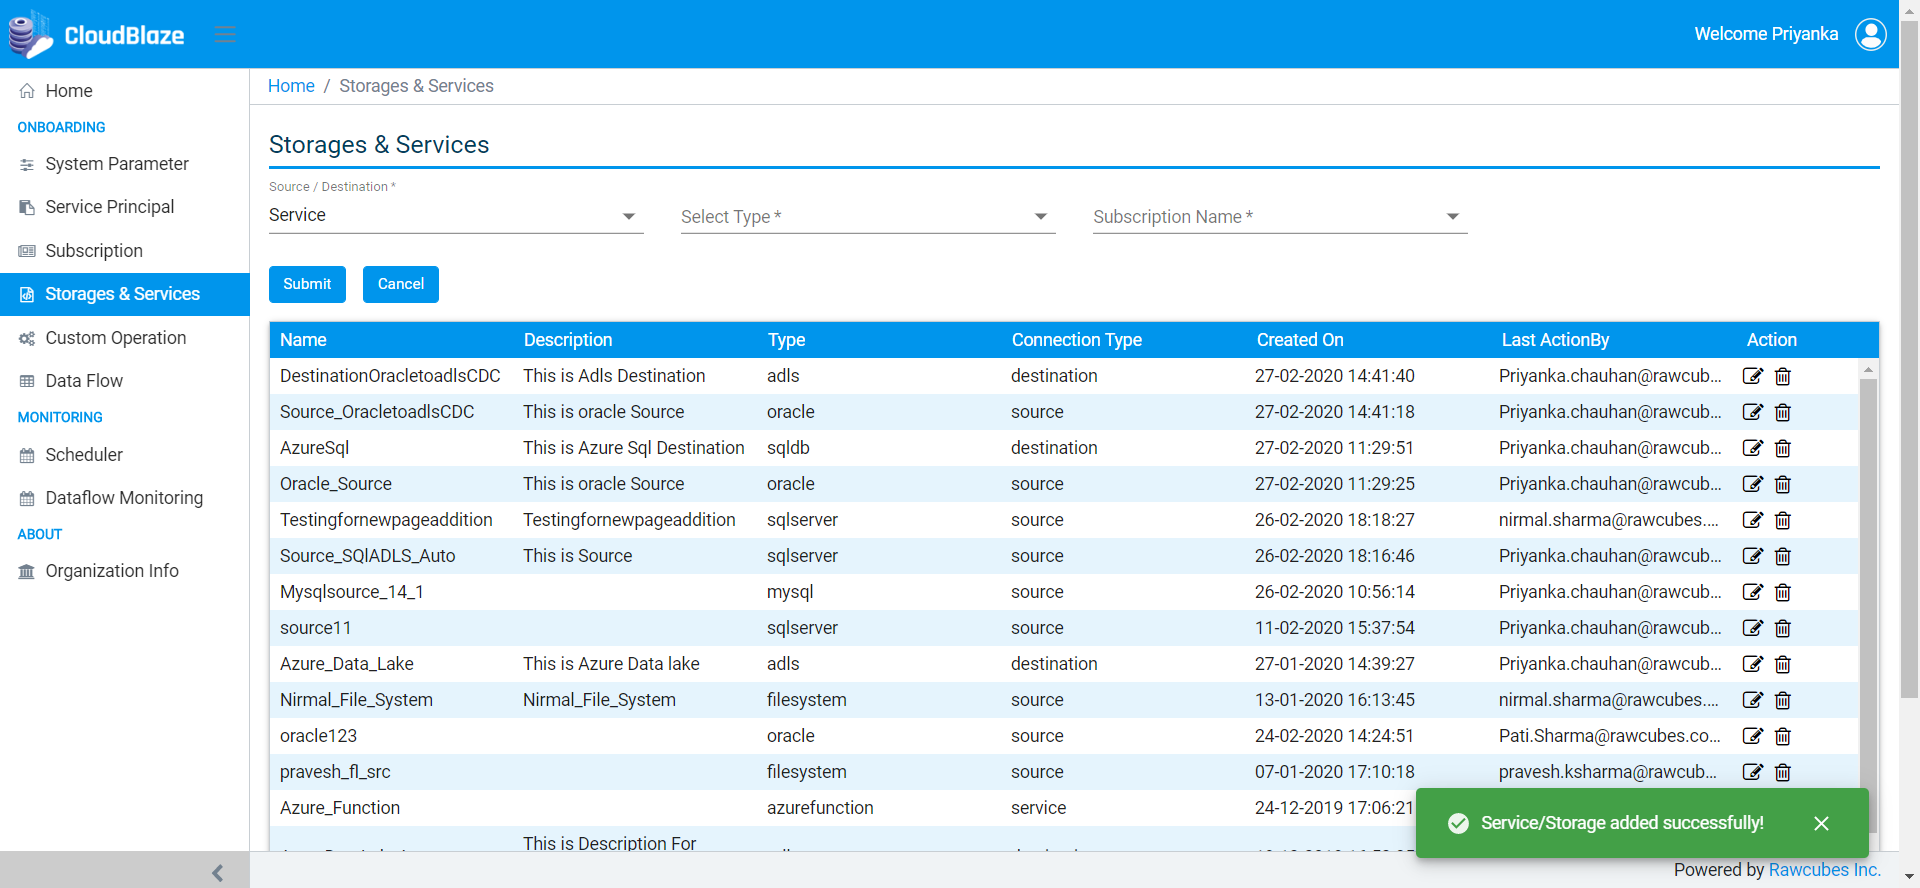 CloudBlaze
Welcome Priyanka
Home
ONBOARDING
System Parameter
Service Principal
Subscription
Storages & Services
Custom Operation
Data Flow
MONITORING
Scheduler
Dataflow Monitoring
ABOUT
Organization Info
Home / Storages & Services
Storages & Services
Source / Destination *
Service
Select Type *
Subscription Name *
Submit Cancel
Name Description Type Connection Type Created On Last ActionBy Action
DestinationOracletoadlsCDC This is Adls Destination adls destination 27-02-2020 14:41:40 Priyanka.chauhan@rawcub...
Source_OracletoadlsCDC This is oracle Source oracle source 27-02-2020 14:41:18 Priyanka.chauhan@rawcub...
AzureSql This is Azure Sql Destination sqldb destination 27-02-2020 11:29:51 Priyanka.chauhan@rawcub...
Oracle_Source This is oracle Source oracle source 27-02-2020 11:29:25 Priyanka.chauhan@rawcub...
Testingfornewpageaddition Testingfornewpageaddition sqlserver source 26-02-2020 18:18:27 nirmal.sharma@rawcubes....
Source_SQlADLS_Auto This is Source sqlserver source 26-02-2020 18:16:46 Priyanka.chauhan@rawcub...
Mysqlsource_14_1 mysql source 26-02-2020 10:56:14 Priyanka.chauhan@rawcub...
source11 sqlserver source 11-02-2020 15:37:54 Priyanka.chauhan@rawcub...
Azure_Data_Lake This is Azure Data lake adls destination 27-01-2020 14:39:27 Priyanka.chauhan@rawcub...
Nirmal_File_System Nirmal_File_System filesystem source 13-01-2020 16:13:45 nirmal.sharma@rawcubes....
oracle123 oracle source 24-02-2020 14:24:51 Pati.Sharma@rawcubes.co...
pravesh_fl_src filesystem source 07-01-2020 17:10:18 pravesh.ksharma@rawcub...
Azure_Function azurefunction service 24-12-2019 17:06:21
This is Description For
Service/Storage added successfully!
Powered by Rawcubes Inc.